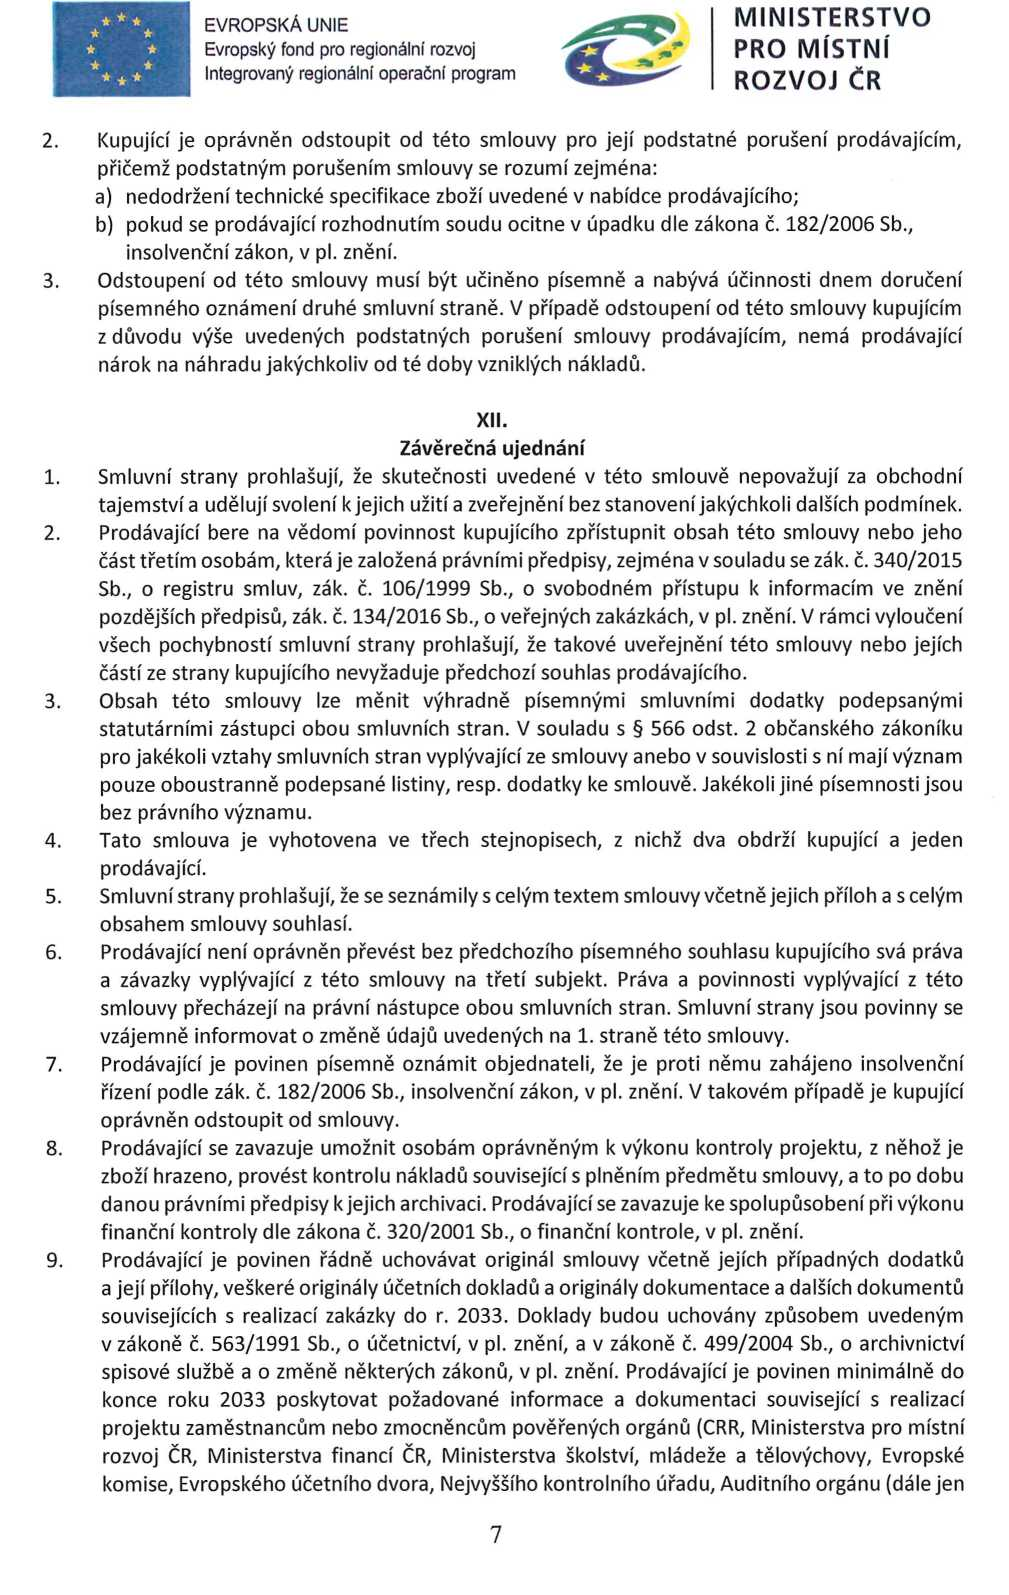 EVROPSKÁ UNIE
Evropský fond pro regionální rozvoj
Integrovaný regionální operační program
MINISTERSTVO
PRO MÍSTNÍ
ROZVOJ ČR
2. Kupující je oprávněn odstoupit od této smlouvy pro její podstatné porušení prodávajícím,
přičemž podstatným porušením smlouvy se rozumí zejména:
a) nedodržení technické specifikace zboží uvedené v nabídce prodávajícího;
b) pokud se prodávající rozhodnutím soudu ocitne v úpadku dle zákona č. 182/2006 Sb.,
insolvenční zákon, v pl. znění.
3. Odstoupení od této smlouvy musí být učiněno písemně a nabývá účinnosti dnem doručení
písemného oznámení druhé smluvní straně. V případě odstoupení od této smlouvy kupujícím
z důvodu výše uvedených podstatných porušení smlouvy prodávajícím, nemá prodávající
nárok na náhradu jakýchkoliv od té doby vzniklých nákladů.
XII.
Závěrečná ujednání
1. Smluvní strany prohlašují, že skutečnosti uvedené v této smlouvě nepovažují za obchodní
tajemství a udělují svolení k jejich užití a zveřejnění bez stanovení jakýchkoli dalších podmínek.
2. Prodávající bere na vědomí povinnost kupujícího zpřístupnit obsah této smlouvy nebo jeho
část třetím osobám, která je založená právními předpisy, zejména v souladu se zák. č. 340/2015
Sb., o registru smluv, zák. č. 106/1999 Sb., o svobodném přístupu k informacím ve znění
pozdějších předpisů, zák. č. 134/2016 Sb., o veřejných zakázkách, v pl. znění. V rámci vyloučení
všech pochybností smluvní strany prohlašují, že takové uveřejnění této smlouvy nebo jejích
částí ze strany kupujícího nevyžaduje předchozí souhlas prodávajícího.
3. Obsah této smlouvy lze měnit výhradně písemnými smluvními dodatky podepsanými
statutárními zástupci obou smluvních stran. V souladu s § 566 odst. 2 občanského zákoníku
pro jakékoli vztahy smluvních stran vyplývající ze smlouvy anebo v souvislosti s ní mají význam
pouze oboustranně podepsané listiny, resp. dodatky ke smlouvě. Jakékoli jiné písemnosti jsou
bez právního významu.
4. Tato smlouva je vyhotovena ve třech stejnopisech, z nichž dva obdrží kupující a jeden
prodávající.
5. Smluvní strany prohlašují, že se seznámily s celým textem smlouvy včetně jejich příloh a s celým
obsahem smlouvy souhlasí.
6. Prodávající není oprávněn převést bez předchozího písemného souhlasu kupujícího svá práva
a závazky vyplývající z této smlouvy na třetí subjekt. Práva a povinnosti vyplývající z této
smlouvy přecházejí na právní nástupce obou smluvních stran. Smluvní strany jsou povinny se
vzájemně informovat o změně údajů uvedených na 1. straně této smlouvy.
7. Prodávající je povinen písemně oznámit objednateli, že je proti němu zahájeno insolvenční
řízení podle zák. č. 182/2006 Sb., insolvenční zákon, v pl. znění. V takovém případě je kupující
oprávněn odstoupit od smlouvy.
8. Prodávající se zavazuje umožnit osobám oprávněným k výkonu kontroly projektu, z něhož je
zboží hrazeno, provést kontrolu nákladů související s plněním předmětu smlouvy, a to po dobu
danou právními předpisy k jejich archivaci. Prodávající se zavazuje ke spolupůsobení při výkonu
finanční kontroly dle zákona č. 320/2001 Sb., o finanční kontrole, v pl. znění.
9. Prodávající je povinen řádně uchovávat originál smlouvy včetně jejích případných dodatků
a její přílohy, veškeré originály účetních dokladů a originály dokumentace a dalších dokumentů
souvisejících s realizací zakázky do r. 2033. Doklady budou uchovány způsobem uvedeným
v zákoně č. 563/1991 Sb., o účetnictví, v pl. znění, a v zákoně č. 499/2004 Sb., o archivnictví
spisové službě a o změně některých zákonů, v pl. znění. Prodávající je povinen minimálně do
konce roku 2033 poskytovat požadované informace a dokumentaci související s realizací
projektu zaměstnancům nebo zmocněncům pověřených orgánů (CRR, Ministerstva pro místní
rozvoj ČR, Ministerstva financí ČR, Ministerstva školství, mládeže a tělovýchovy, Evropské
komise, Evropského účetního dvora, Nejvyššího kontrolního úřadu, Auditního orgánu (dále jen
7